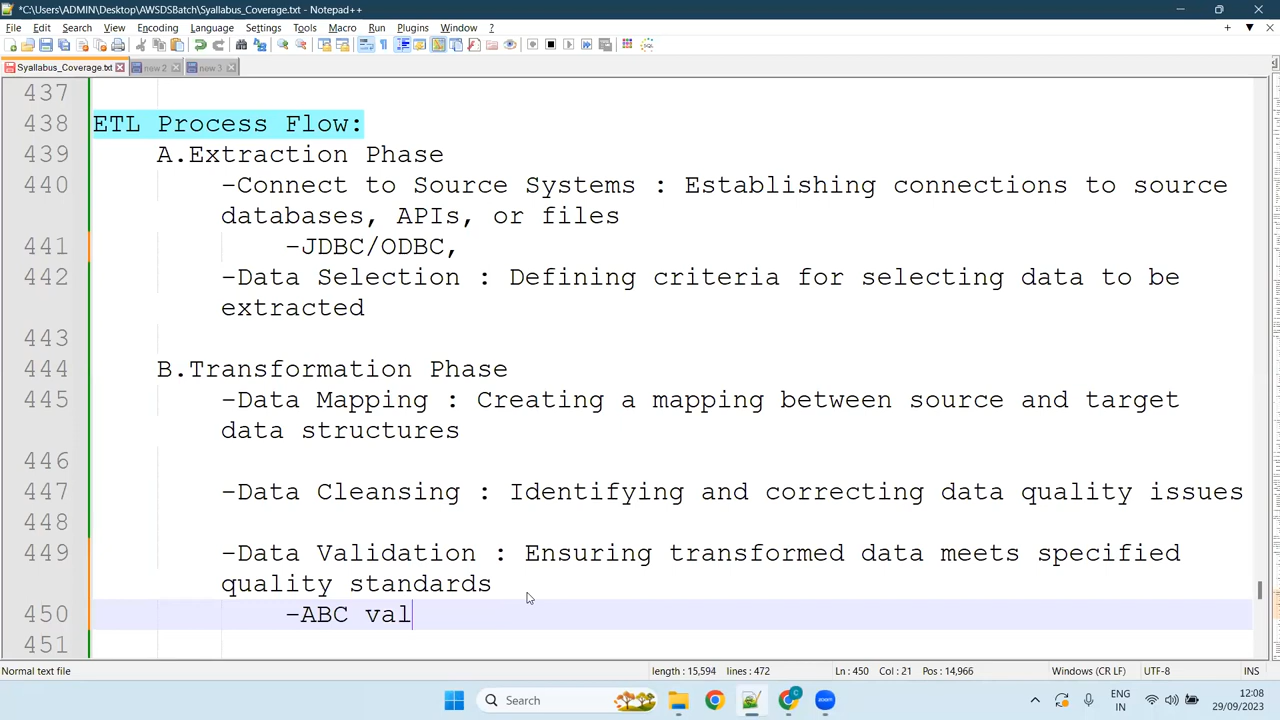 *C:\Users\ADMIN\Desktop\AWSDSBatch\Syallabus_Coverage.txt - Notepad++
File Edit Search View Encoding Language Settings Tools Macro Run Plugins Window ?
Syallabus_Coverage.txt new 2 new 3
437
438 ETL Process Flow:
439 A.Extraction Phase
440 -Connect to Source Systems : Establishing connections to source
databases, APIs, or files
441 -JDBC/ODBC,
442 -Data Selection : Defining criteria for selecting data to be
extracted
443
444 B.Transformation Phase
445 -Data Mapping : Creating a mapping between source and target
data structures
446
447 -Data Cleansing : Identifying and correcting data quality issues
448
449 -Data Validation : Ensuring transformed data meets specified
quality standards
450 -ABC val
451
Normal text file length : 15,594 lines : 472 Ln : 450 Col : 21 Pos : 14,966 Windows (CR LF) UTF-8 INS
Search ENG 12:08
IN 29/09/2023